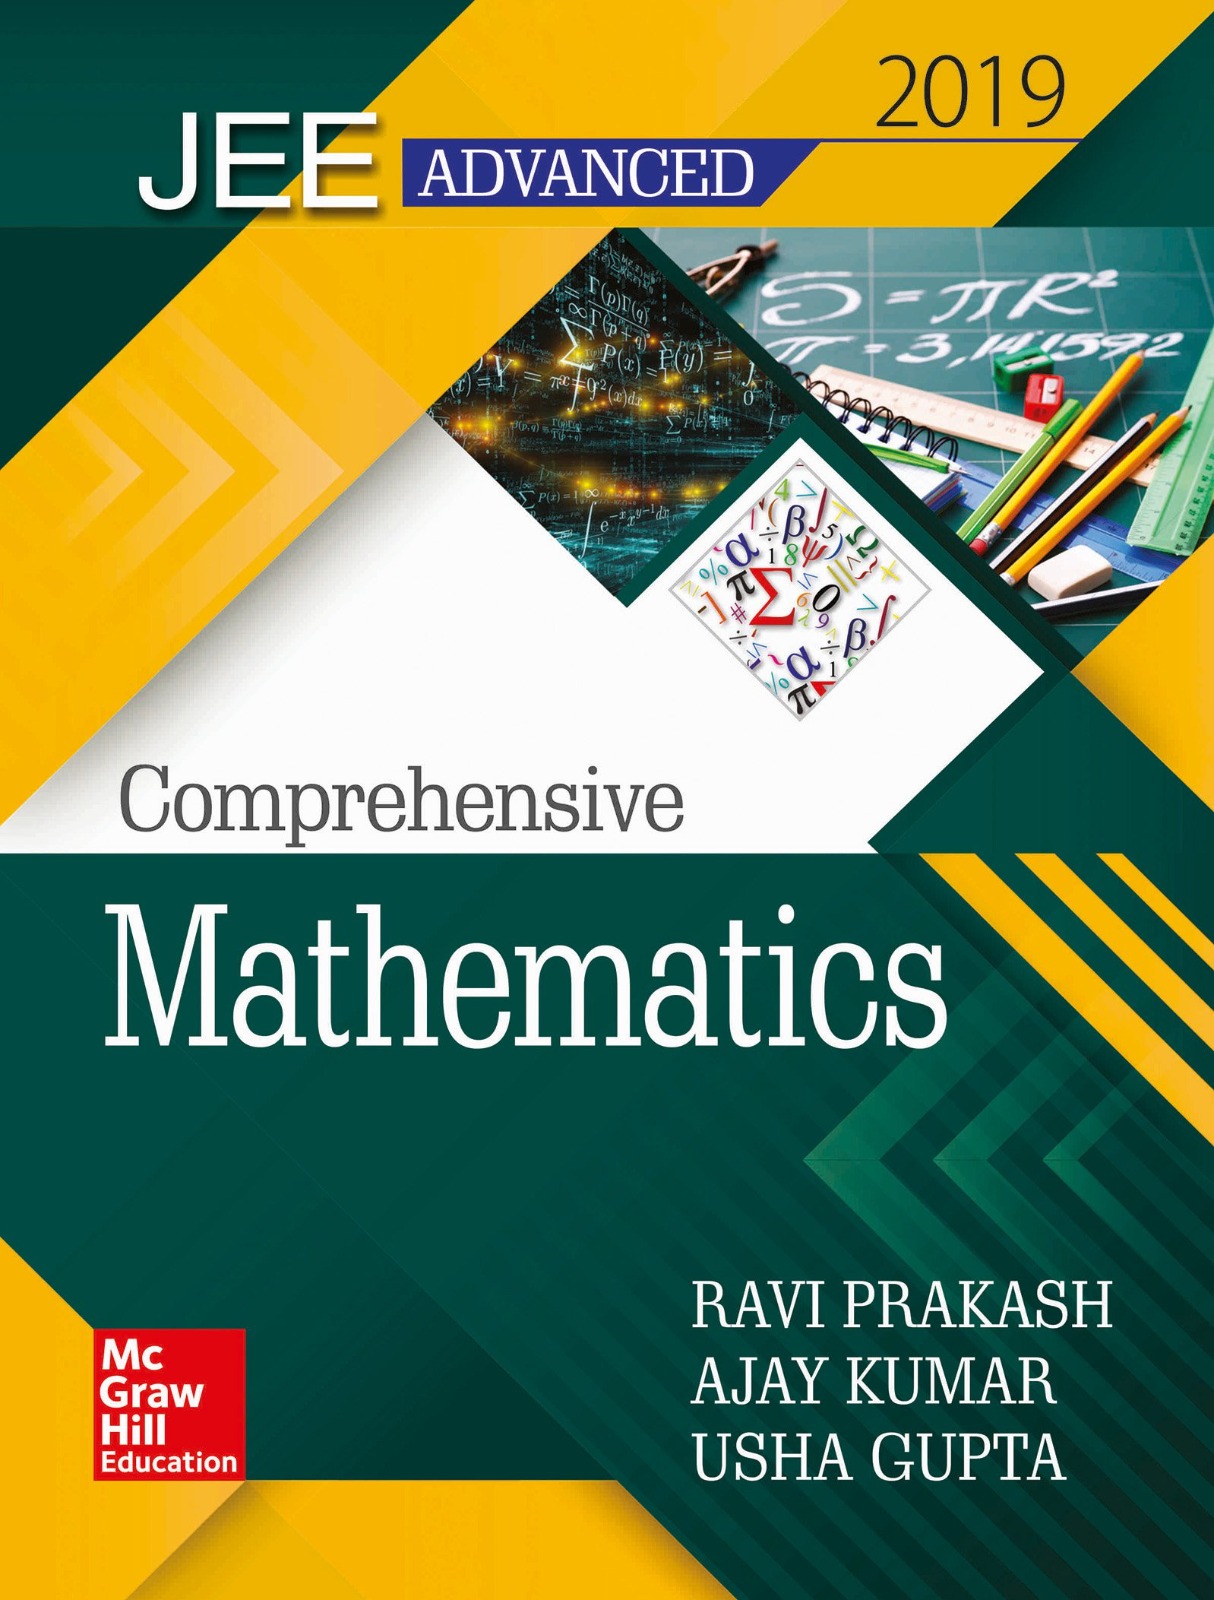 2019
JEE
ADVANCED
S = πR²
π = 3,141592
Comprehensive
Mathematics
RAVI PRAKASH
AJAY KUMAR
USHA GUPTA
Mc
Graw
Hill
Education